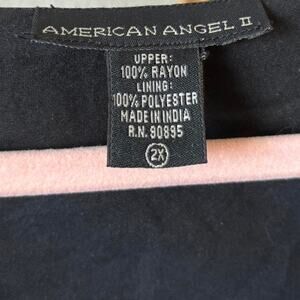 AMERICAN ANGEL II
UPPER:
100% RAYON
LINING:
100% POLYESTER
MADE IN INDIA
R.N. 90895
2X